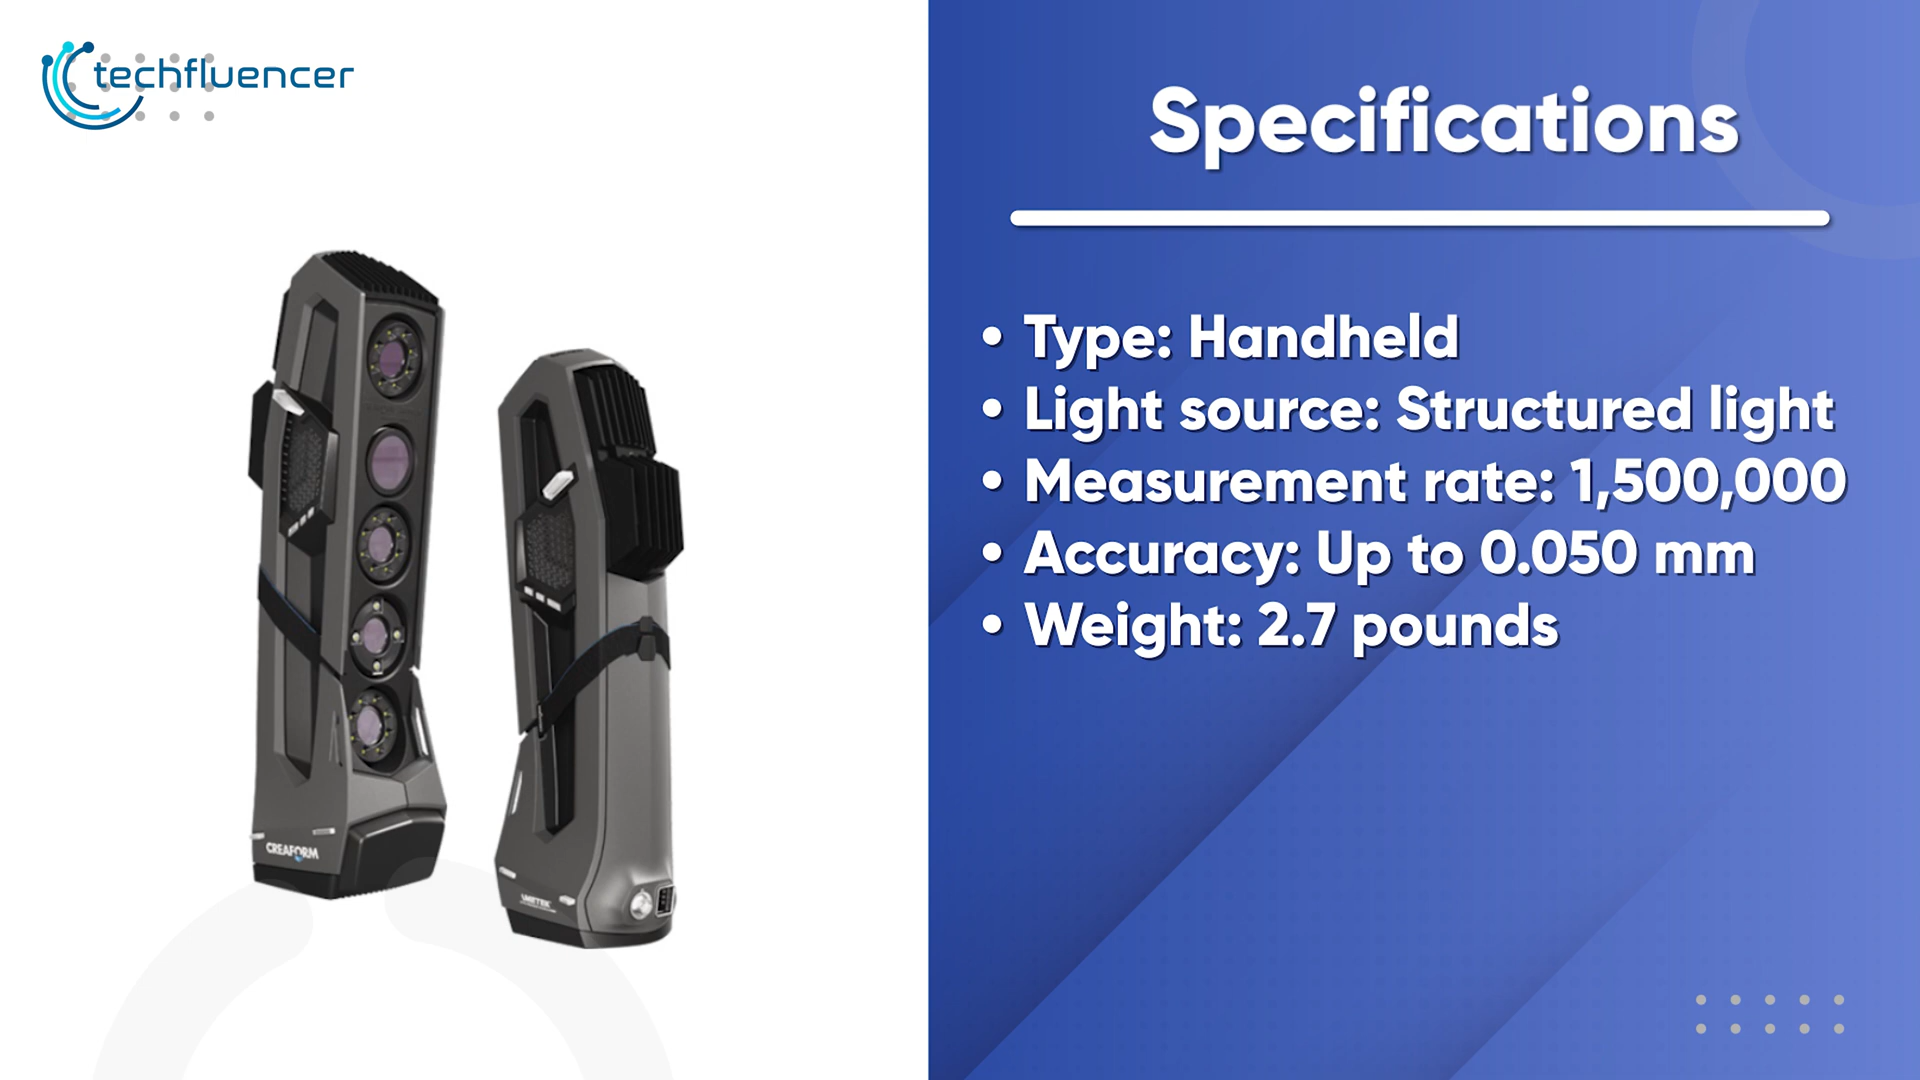 techfluencer
Specifications
• Type: Handheld
• Light source: Structured light
• Measurement rate: 1,500,000
• Accuracy: Up to 0.050 mm
• Weight: 2.7 pounds
CREAFORM